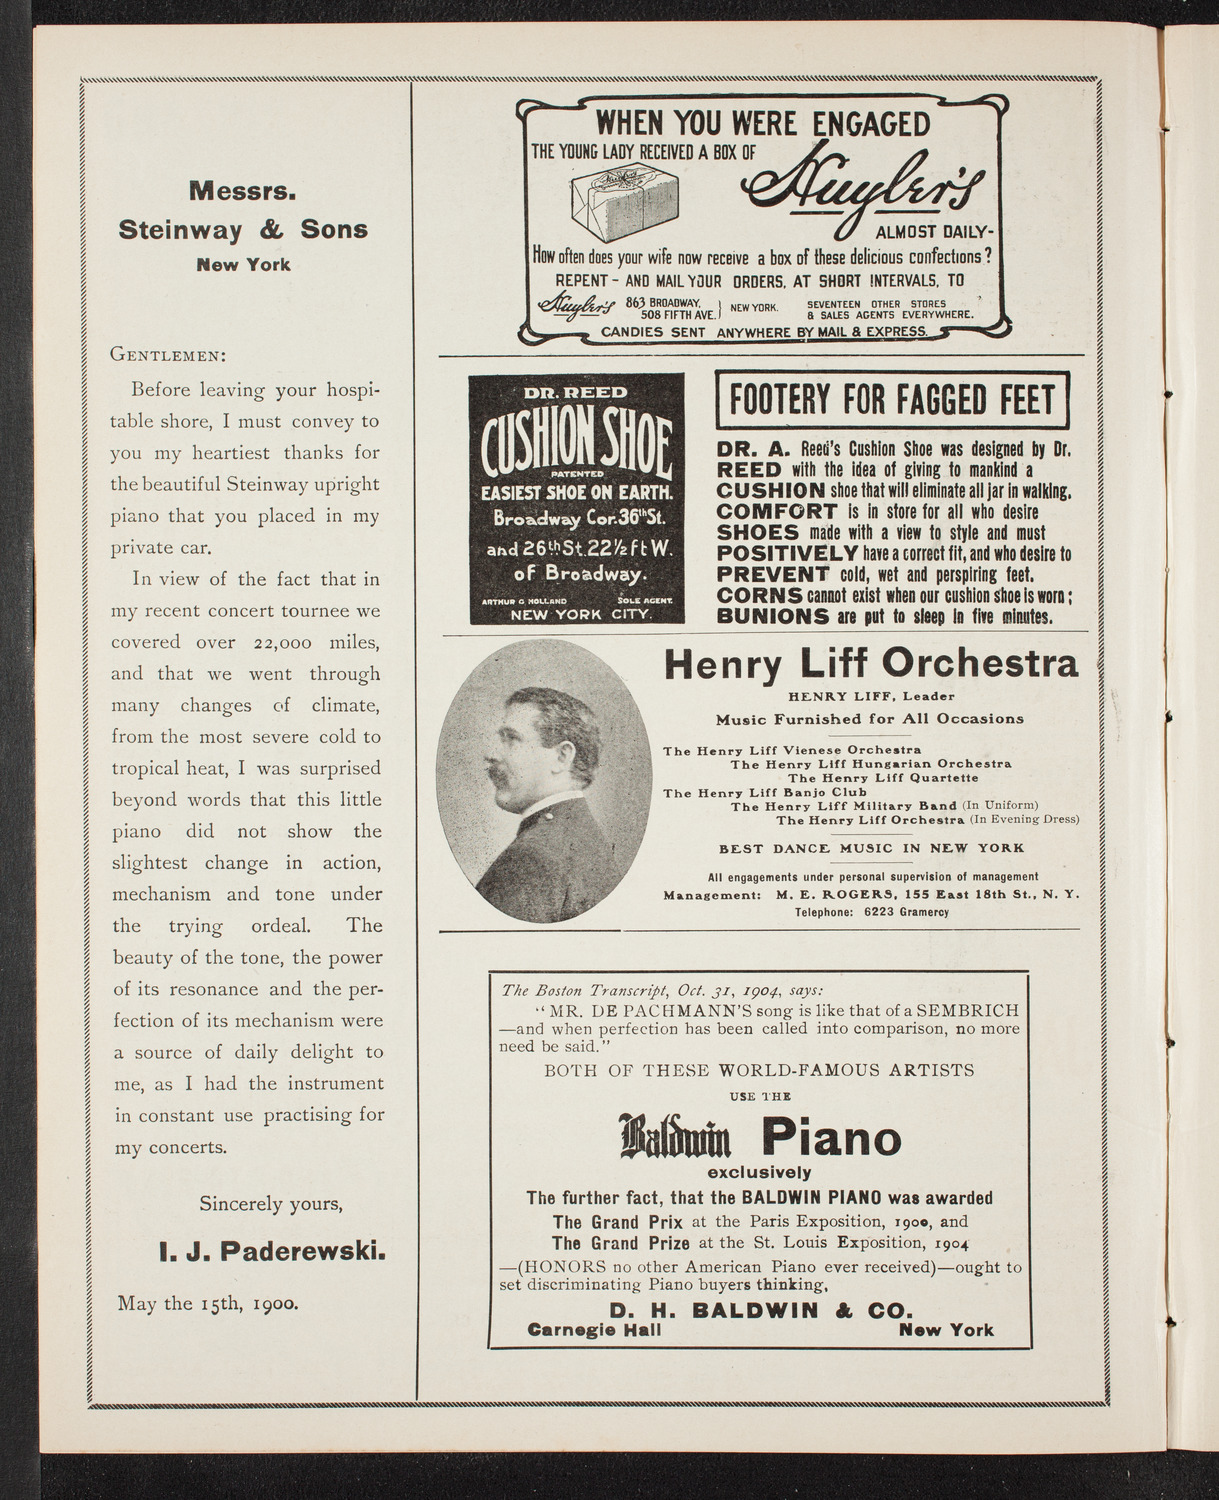 Messrs.
Steinway & Sons
New York
GENTLEMEN:
Before leaving your hospi-
table shore, I must convey to
you my heartiest thanks for
the beautiful Steinway upright
piano that you placed in my
private car.
In view of the fact that in
my recent concert tournee we
covered over 22,000 miles,
and that we went through
many changes of climate,
from the most severe cold to
tropical heat, I was surprised
beyond words that this little
piano did not show the
slightest change in action,
mechanism and tone under
the trying ordeal. The
beauty of the tone, the power
of its resonance and the per-
fection of its mechanism were
a source of daily delight to
me, as I had the instrument
in constant use practising for
my concerts.
Sincerely yours,
I. J. Paderewski.
May the 15th, 1900.
WHEN YOU WERE ENGAGED
THE YOUNG LADY RECEIVED A BOX OF
Huyler's
ALMOST DAILY-
How often does your wife now receive a box of these delicious confections?
REPENT - AND MAIL YOUR ORDERS, AT SHORT INTERVALS, TO
Huyler's 863 BROADWAY, 508 FIFTH AVE. } NEW YORK. SEVENTEEN OTHER STORES & SALES AGENTS EVERYWHERE.
CANDIES SENT ANYWHERE BY MAIL & EXPRESS.
DR. REED
CUSHION SHOE
PATENTED
EASIEST SHOE ON EARTH.
Broadway Cor. 36th St.
and 26th St. 22½ ft W.
of Broadway.
ARTHUR G HOLLAND SOLE AGENT.
NEW YORK CITY.
FOOTERY FOR FAGGED FEET
DR. A. Reed's Cushion Shoe was designed by Dr.
REED with the idea of giving to mankind a
CUSHION shoe that will eliminate all jar in walking.
COMFORT is in store for all who desire
SHOES made with a view to style and must
POSITIVELY have a correct fit, and who desire to
PREVENT cold, wet and perspiring feet.
CORNS cannot exist when our cushion shoe is worn;
BUNIONS are put to sleep in five minutes.
Henry Liff Orchestra
HENRY LIFF, Leader
Music Furnished for All Occasions
The Henry Liff Vienese Orchestra
The Henry Liff Hungarian Orchestra
The Henry Liff Quartette
The Henry Liff Banjo Club
The Henry Liff Military Band (In Uniform)
The Henry Liff Orchestra (In Evening Dress)
BEST DANCE MUSIC IN NEW YORK
All engagements under personal supervision of management
Management: M. E. ROGERS, 155 East 18th St., N. Y.
Telephone: 6223 Gramercy
The Boston Transcript, Oct. 31, 1904, says:
"MR. DE PACHMANN'S song is like that of a SEMBRICH
—and when perfection has been called into comparison, no more
need be said."
BOTH OF THESE WORLD-FAMOUS ARTISTS
USE THE
Baldwin Piano
exclusively
The further fact, that the BALDWIN PIANO was awarded
The Grand Prix at the Paris Exposition, 1900, and
The Grand Prize at the St. Louis Exposition, 1904
—(HONORS no other American Piano ever received)—ought to
set discriminating Piano buyers thinking,
D. H. BALDWIN & CO.
Carnegie Hall New York